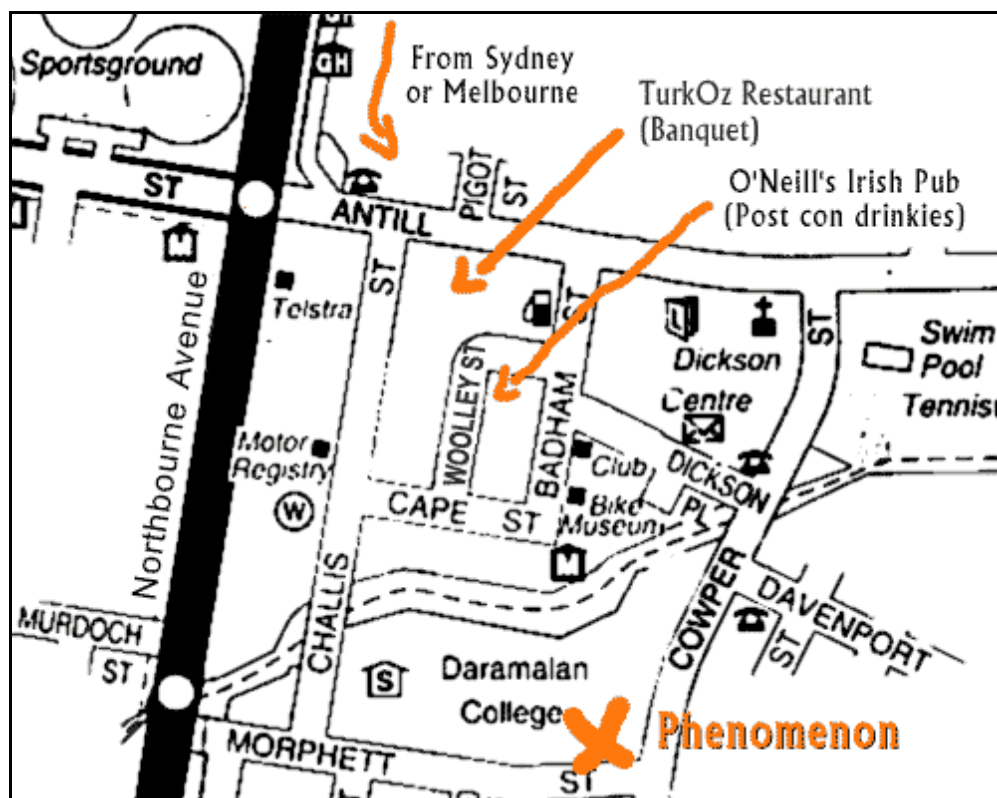 GH
Sportsground
From Sydney
or Melbourne
TurkOz Restaurant
(Banquet)
O'Neill's Irish Pub
(Post con drinkies)
ST
ANTILL
PIGOT
ST
ST
ST
ST
Telstra
L
Dickson
Centre
Swim
Pool
Northbourne Avenue
WOOLLEY ST
BADHAM
Motor
Registry
W
Club
Bike
Museum
DICKSON
PL
CAPE ST
CHALLIS
MURDOCH
ST
COWPER
DAVENPORT
ST
S
Daramalan
College
Phenomenon
MORPHETT
ST